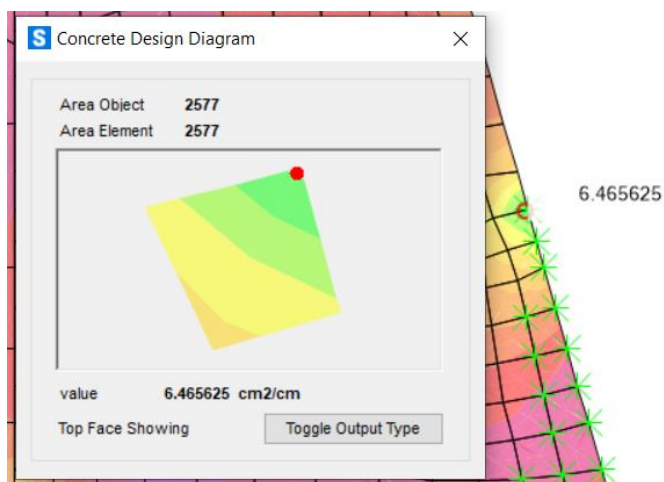 S Concrete Design Diagram
Area Object 2577
Area Element 2577
6.465625
value 6.465625 cm2/cm
Top Face Showing Toggle Output Type